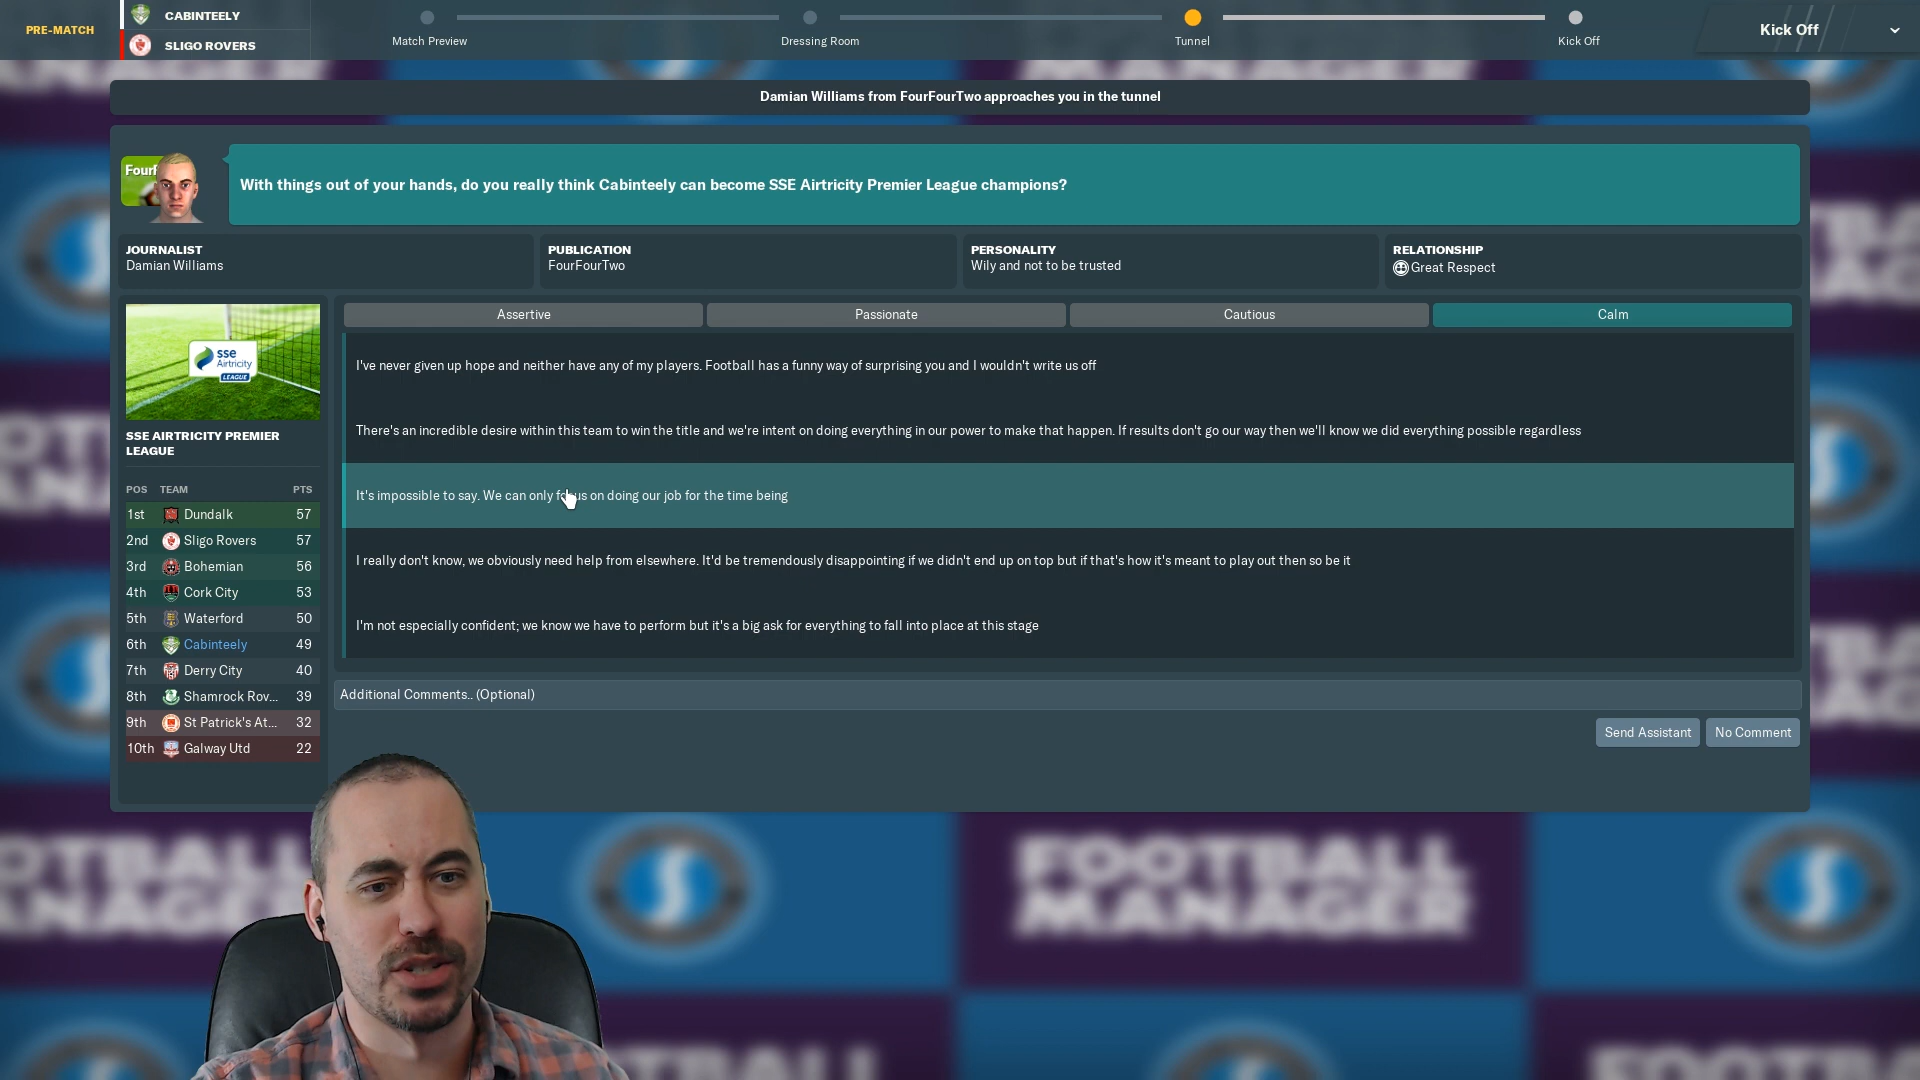 PRE-MATCH
CABINTEELY
SLIGO ROVERS
Match Preview
Dressing Room
Tunnel
Kick Off
Kick Off
Damian Williams from FourFourTwo approaches you in the tunnel
With things out of your hands, do you really think Cabinteely can become SSE Airtricity Premier League champions?
JOURNALIST
Damian Williams
PUBLICATION
FourFourTwo
PERSONALITY
Wily and not to be trusted
RELATIONSHIP
Great Respect
sse
Airtricity
LEAGUE
SSE AIRTRICITY PREMIER
LEAGUE
POS TEAM PTS
1st Dundalk 57
2nd Sligo Rovers 57
3rd Bohemian 56
4th Cork City 53
5th Waterford 50
6th Cabinteely 49
7th Derry City 40
8th Shamrock Rov... 39
9th St Patrick's At... 32
10th Galway Utd 22
Assertive
Passionate
Cautious
Calm
I've never given up hope and neither have any of my players. Football has a funny way of surprising you and I wouldn't write us off
There's an incredible desire within this team to win the title and we're intent on doing everything in our power to make that happen. If results don't go our way then we'll know we did everything possible regardless
It's impossible to say. We can only focus on doing our job for the time being
I really don't know, we obviously need help from elsewhere. It'd be tremendously disappointing if we didn't end up on top but if that's how it's meant to play out then so be it
I'm not especially confident; we know we have to perform but it's a big ask for everything to fall into place at this stage
Additional Comments.. (Optional)
Send Assistant
No Comment
FOOTBALL
MANAGER